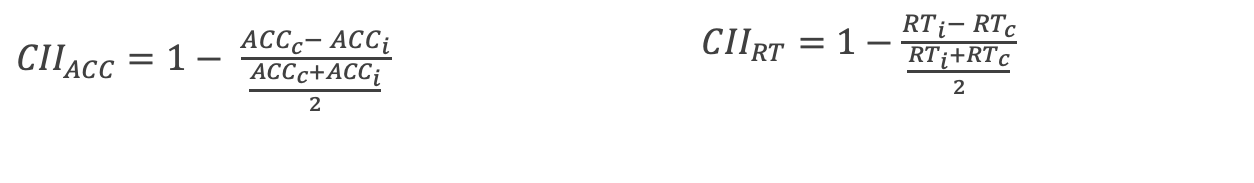 CII_ACC = 1 − (ACC_c − ACC_i) / ((ACC_c + ACC_i) / 2)
CII_RT = 1 − (RT_i − RT_c) / ((RT_i + RT_c) / 2)